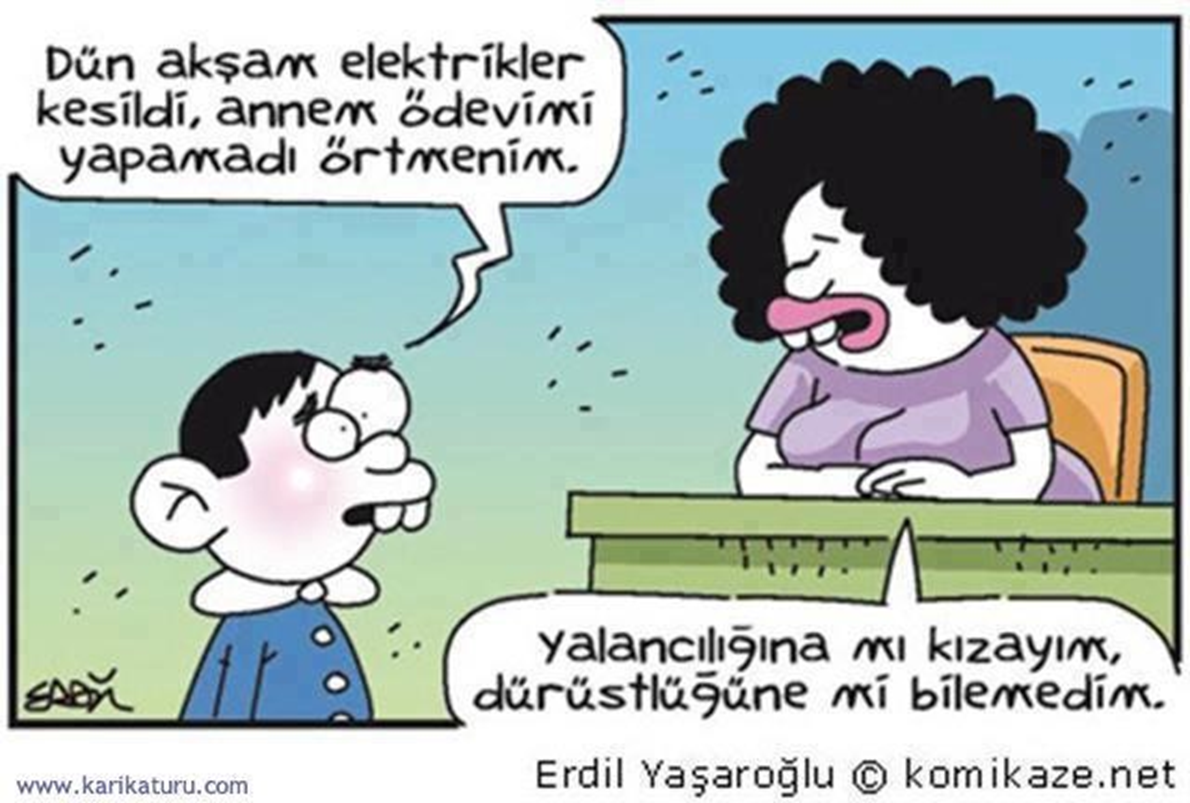 Dün akşam elektrikler
kesildi, annem ödevimi
yapamadı örtmenim.
Yalancılığına mı kızayım,
dürüstlüğüne mi bilemedim.
www.karikaturu.com
Erdil Yaşaroğlu © komikaze.net